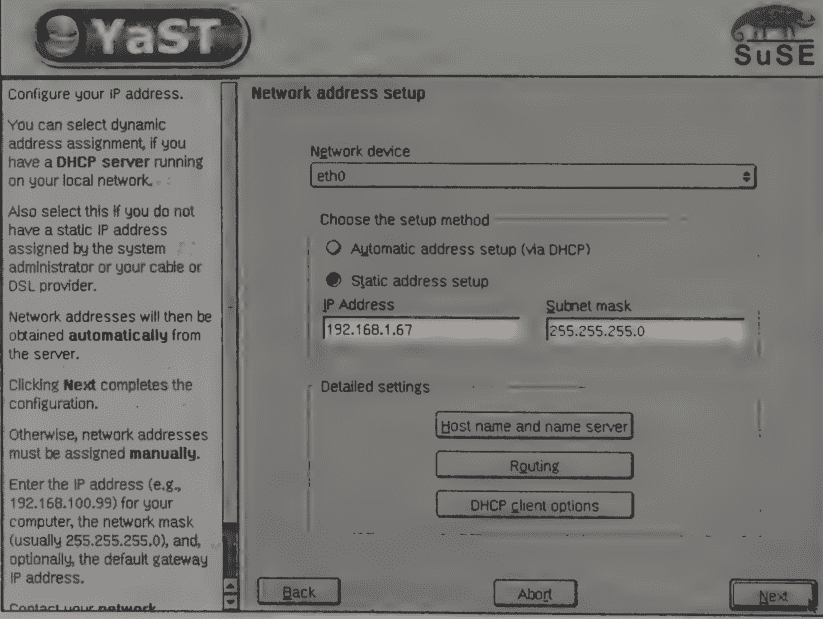 YaST
SuSE
Configure your IP address.
You can select dynamic
address assignment, if you
have a DHCP server running
on your local network.
Also select this if you do not
have a static IP address
assigned by the system
administrator or your cable or
DSL provider.
Network addresses will then be
obtained automatically from
the server.
Clicking Next completes the
configuration.
Otherwise, network addresses
must be assigned manually.
Enter the IP address (e.g.,
192.168.100.99) for your
computer, the network mask
(usually 255.255.255.0), and,
optionally, the default gateway
IP address.
Contact your network
Network address setup
Network device
eth0
Choose the setup method
Automatic address setup (via DHCP)
Static address setup
IP Address
Subnet mask
192.168.1.67
255.255.255.0
Detailed settings
Host name and name server
Routing
DHCP client options
Back
Abort
Next